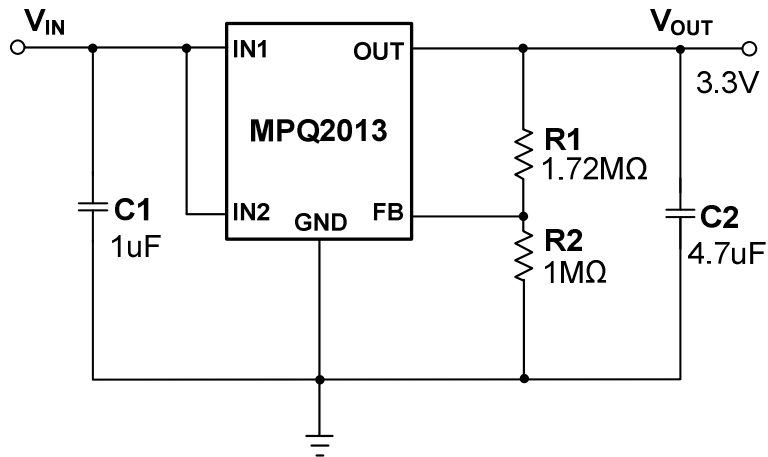 VIN
VOUT
IN1
OUT
3.3V
MPQ2013
R1
1.72MΩ
C1
1uF
IN2
FB
GND
R2
1MΩ
C2
4.7uF